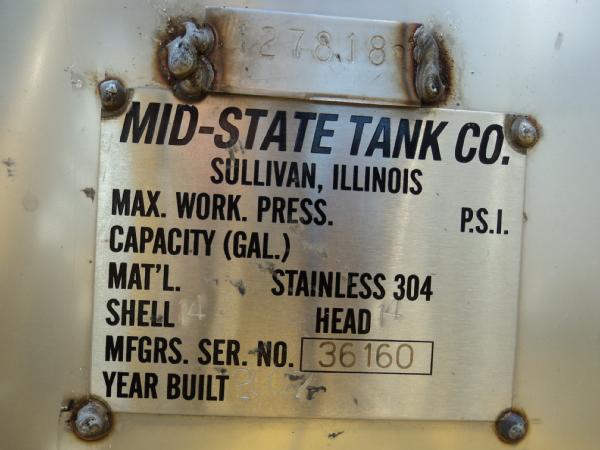 127818
MID-STATE TANK CO.
SULLIVAN, ILLINOIS
MAX. WORK. PRESS. P.S.I.
CAPACITY (GAL.)
MAT'L. STAINLESS 304
SHELL 14 HEAD 14
MFGRS. SER. NO. 36160
YEAR BUILT